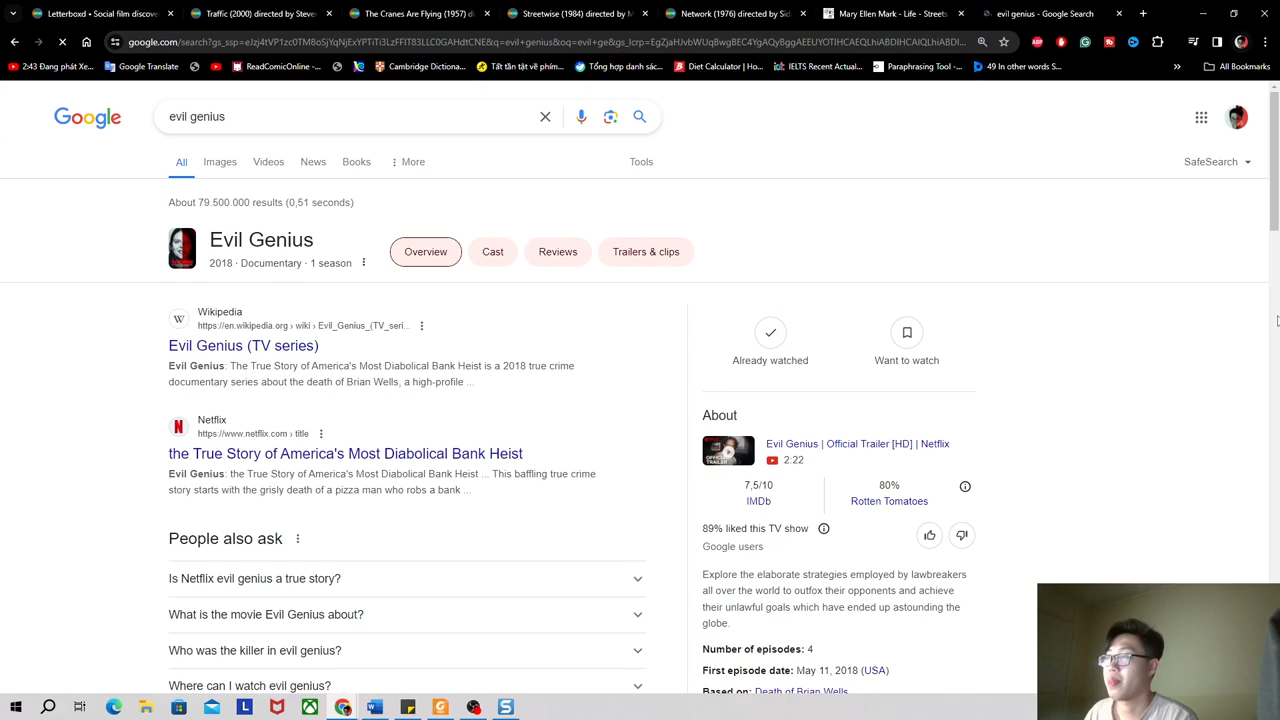 Letterboxd • Social film discov
Traffic (2000) directed by Steve
The Cranes Are Flying (1957) d
Streetwise (1984) directed by M
Network (1976) directed by Sid
Mary Ellen Mark - Life - Streets
evil genius - Google Search
2:43 Đang phát Xe...
Google Translate
ReadComicOnline - ...
Cambridge Dictiona...
Tất tần tật về phim...
Tổng hợp danh sác...
Diet Calculator | Ho...
IELTS Recent Actual...
Paraphrasing Tool -...
49 In other words S...
All Bookmarks
Google
evil genius
All
Images
Videos
News
Books
More
Tools
SafeSearch
About 79.500.000 results (0,51 seconds)
Evil Genius
2018 · Documentary · 1 season
Overview
Cast
Reviews
Trailers & clips
Wikipedia
https://en.wikipedia.org › wiki › Evil_Genius_(TV_seri...
Evil Genius (TV series)
Evil Genius: The True Story of America's Most Diabolical Bank Heist is a 2018 true crime
documentary series about the death of Brian Wells, a high-profile ...
Netflix
https://www.netflix.com › title
the True Story of America's Most Diabolical Bank Heist
Evil Genius: the True Story of America's Most Diabolical Bank Heist ... This baffling true crime
story starts with the grisly death of a pizza man who robs a bank ...
People also ask
Is Netflix evil genius a true story?
What is the movie Evil Genius about?
Who was the killer in evil genius?
Where can I watch evil genius?
Already watched
Want to watch
About
Evil Genius | Official Trailer [HD] | Netflix
2:22
7,5/10
IMDb
80%
Rotten Tomatoes
89% liked this TV show
Google users
Explore the elaborate strategies employed by lawbreakers
all over the world to outfox their opponents and achieve
their unlawful goals which have ended up astounding the
globe.
Number of episodes: 4
First episode date: May 11, 2018 (USA)
Based on: Death of Brian Wells